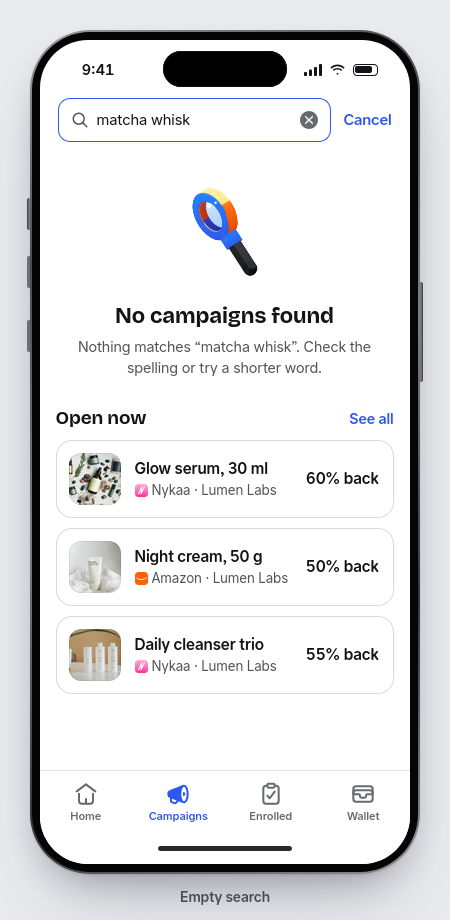 9:41
matcha whisk
Cancel
No campaigns found
Nothing matches “matcha whisk”. Check the
spelling or try a shorter word.
Open now
See all
Glow serum, 30 ml
Nykaa · Lumen Labs
60% back
Night cream, 50 g
Amazon · Lumen Labs
50% back
Daily cleanser trio
Nykaa · Lumen Labs
55% back
Home
Campaigns
Enrolled
Wallet
Empty search